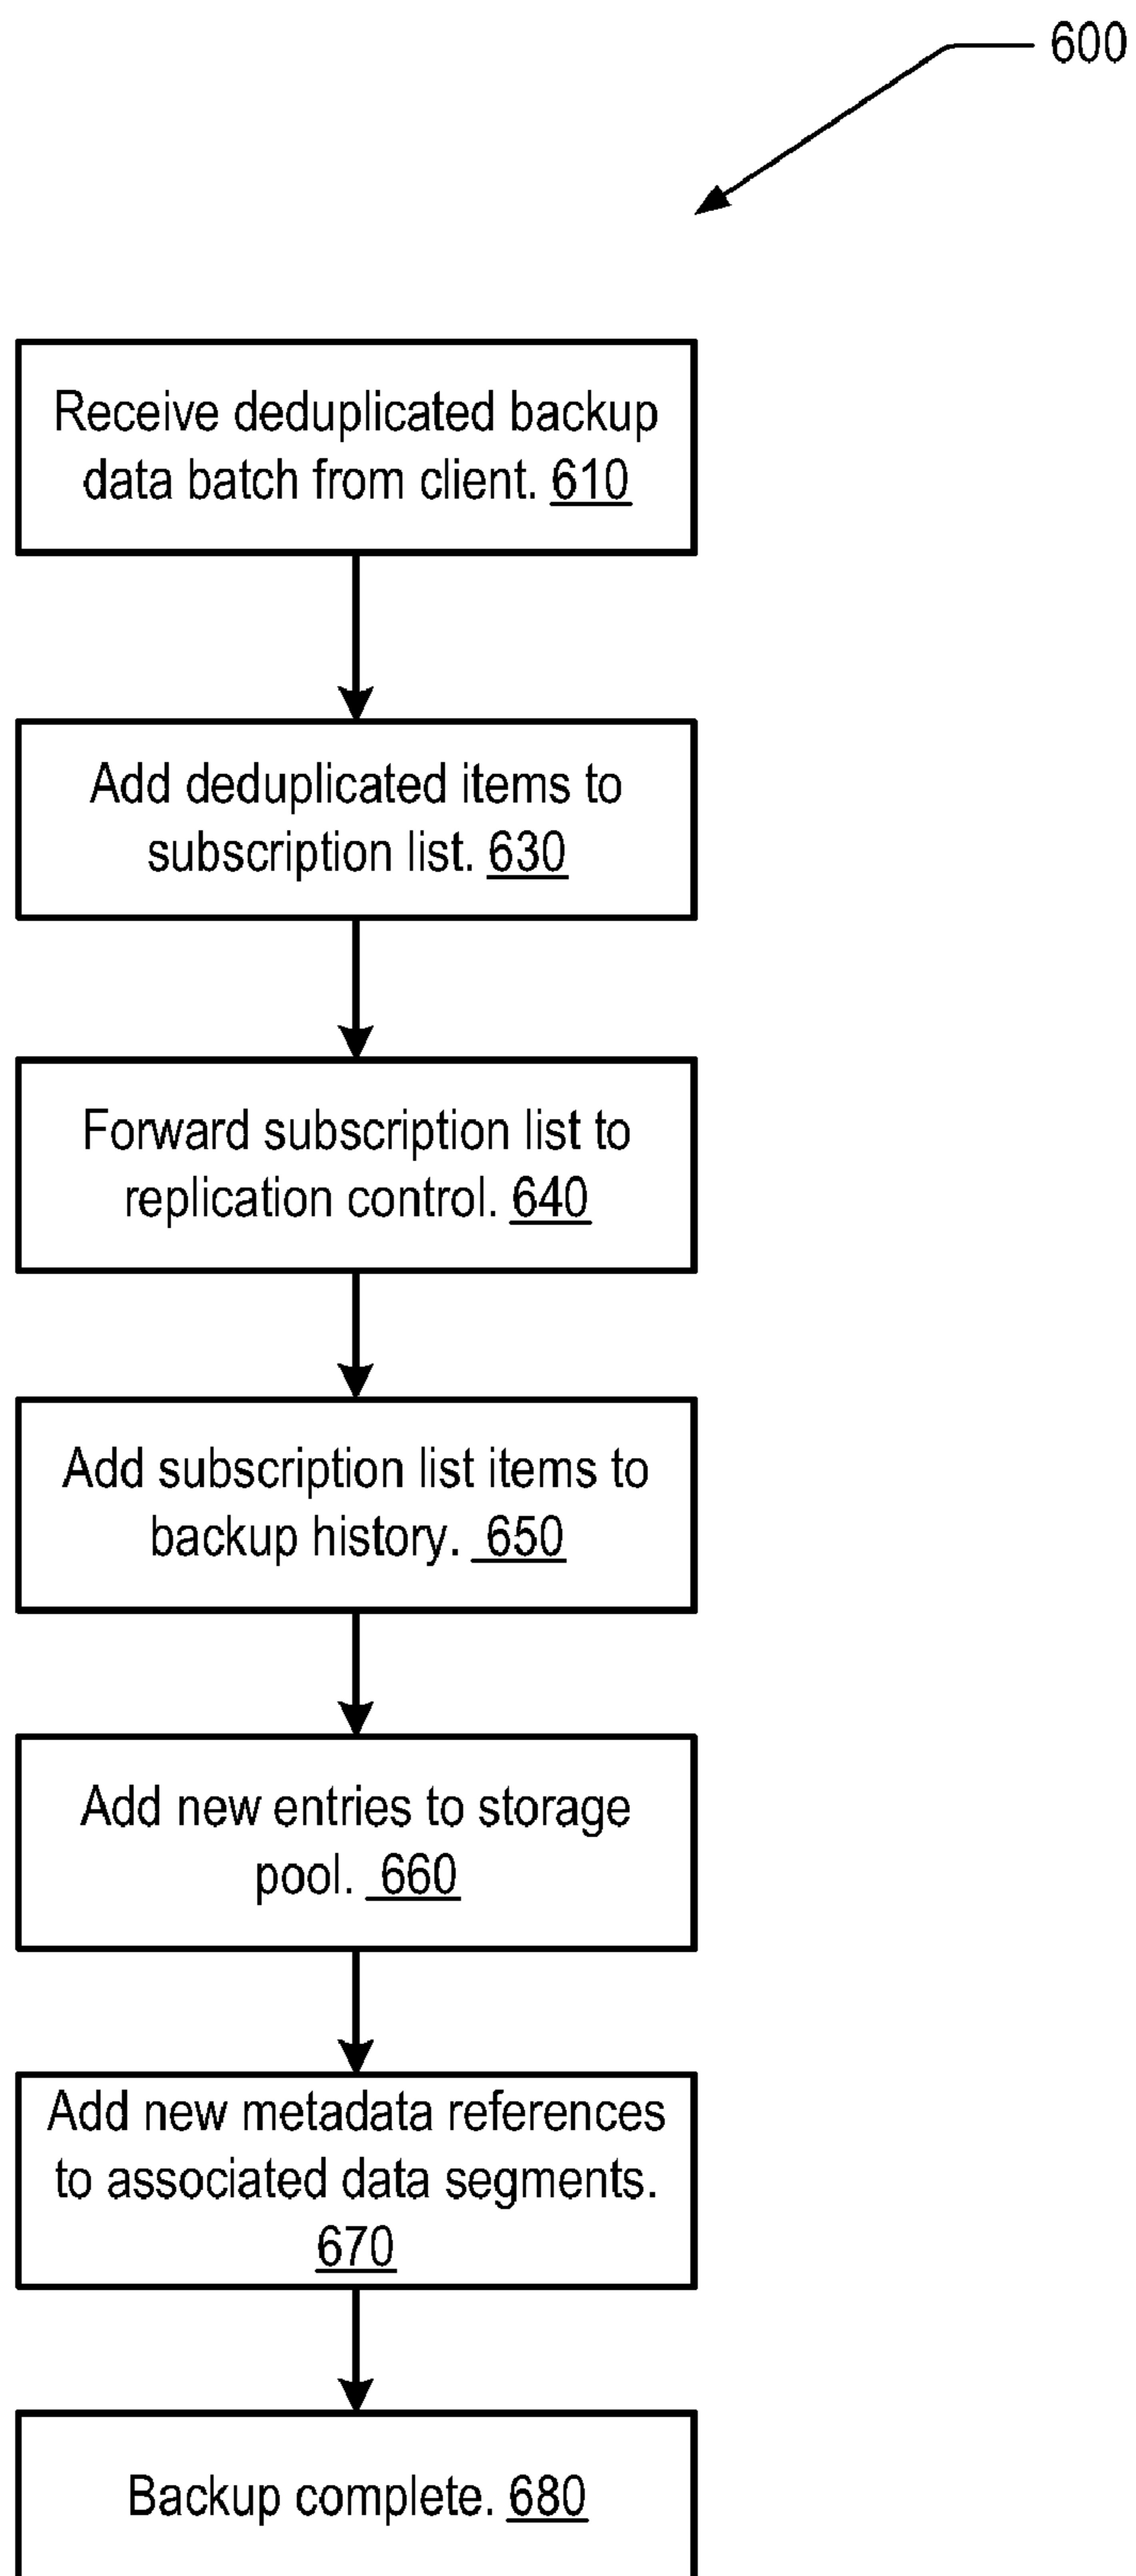 600
Receive deduplicated backup
data batch from client. 610
Add deduplicated items to
subscription list. 630
Forward subscription list to
replication control. 640
Add subscription list items to
backup history. 650
Add new entries to storage
pool. 660
Add new metadata references
to associated data segments.
670
Backup complete. 680